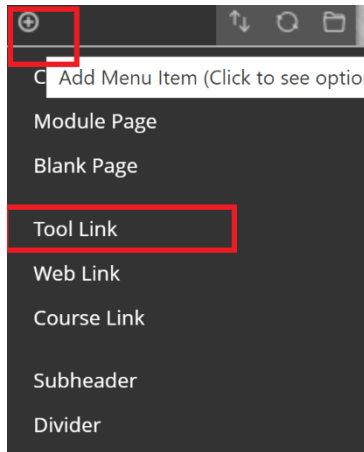 C Add Menu Item (Click to see optio
Module Page
Blank Page
Tool Link
Web Link
Course Link
Subheader
Divider